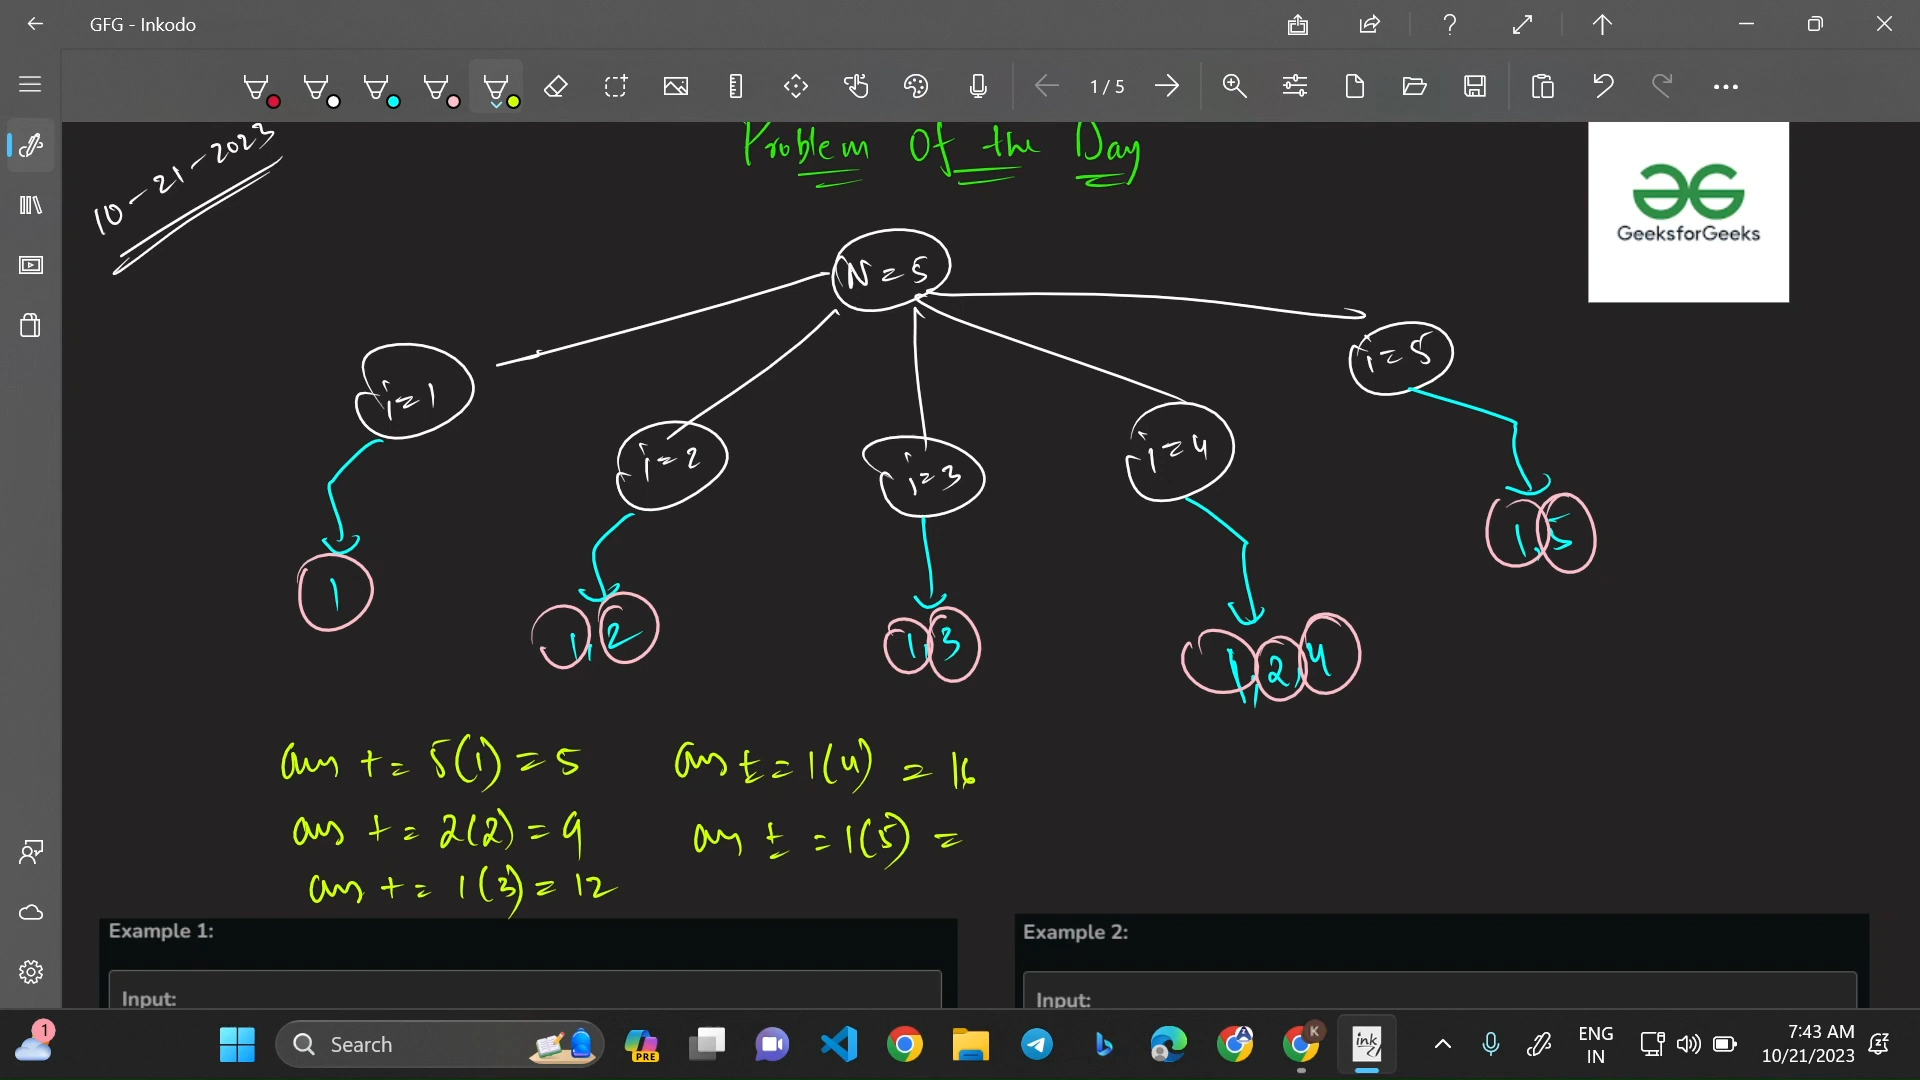 GFG - Inkodo
1 / 5
10-21-2023
Problem Of the Day
GeeksforGeeks
N = 5
i=1
i=2
i=3
i=4
i=5
1
1, 2
1, 3
1, 2, 4
1, 5
ans += 5(1) = 5
ans += 2(2) = 9
ans += 1(3) = 12
ans += 1(4) = 16
ans += 1(5) =
Example 1:
Input:
Example 2:
Input:
1
Search
PRE
K
ink
ENG
IN
7:43 AM
10/21/2023